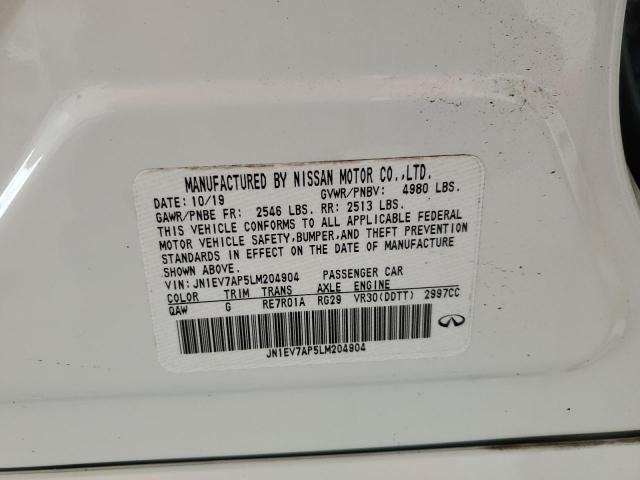 MANUFACTURED BY NISSAN MOTOR CO.,LTD.
DATE: 10/19 GVWR/PNBV: 4980 LBS.
GAWR/PNBE FR: 2546 LBS. RR: 2513 LBS.
THIS VEHICLE CONFORMS TO ALL APPLICABLE FEDERAL
MOTOR VEHICLE SAFETY,BUMPER,AND THEFT PREVENTION
STANDARDS IN EFFECT ON THE DATE OF MANUFACTURE
SHOWN ABOVE.
VIN: JN1EV7AP5LM204904 PASSENGER CAR
COLOR TRIM TRANS AXLE ENGINE
QAW G RE7R01A RG29 VR30(DDTT) 2997CC
JN1EV7AP5LM204904